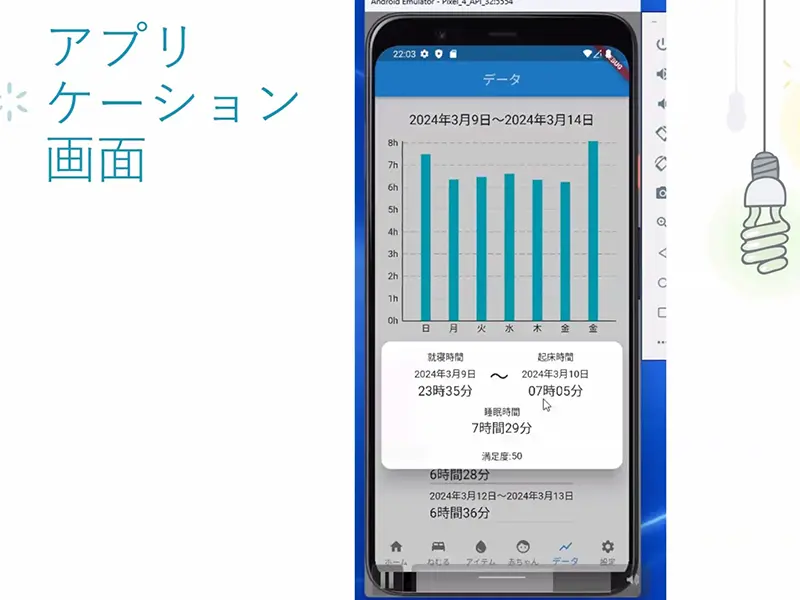 アプリ
ケーション
画面
Android Emulator - Pixel_4_API_32:5554
22:03
DEBUG
データ
2024年3月9日～2024年3月14日
8h
7h
6h
5h
4h
3h
2h
1h
0h
日 月 火 水 木 金 金
就寝時間 起床時間
2024年3月9日 ～ 2024年3月10日
23時35分 07時05分
睡眠時間
7時間29分
満足度:50
6時間28分
2024年3月12日～2024年3月13日
6時間36分
ホーム ねむる アイテム 赤ちゃん データ 設定